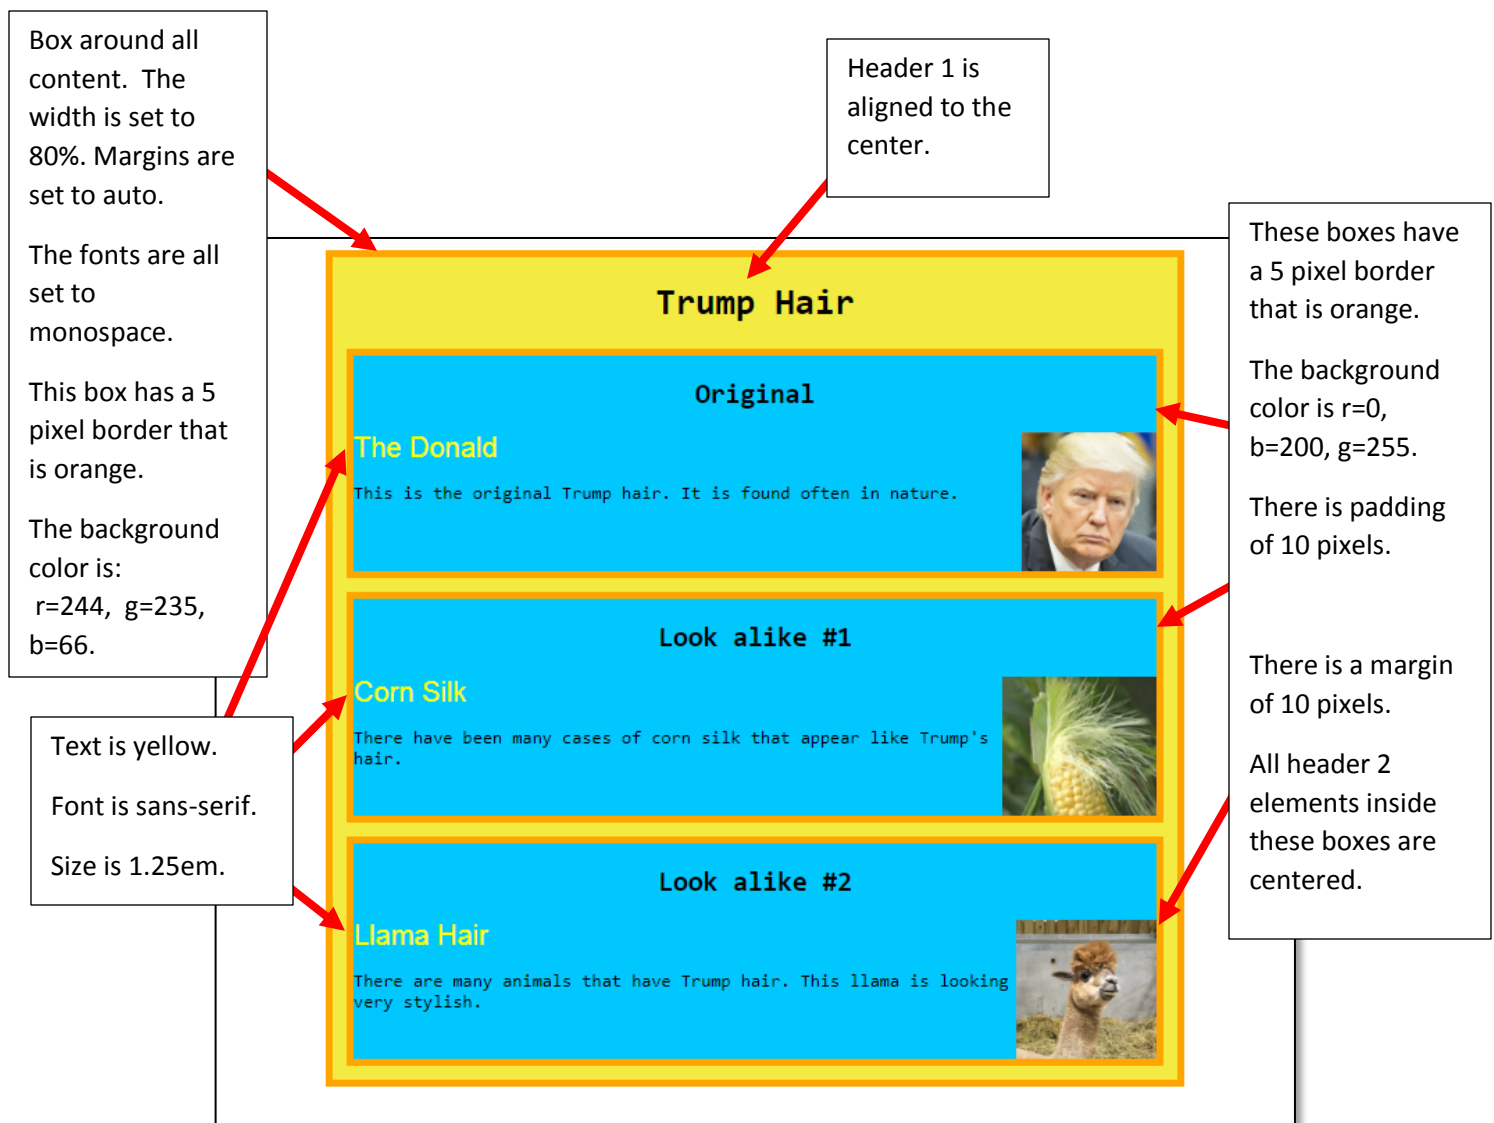 Box around all
content.  The
width is set to
80%. Margins are
set to auto.
The fonts are all
set to
monospace.
This box has a 5
pixel border that
is orange.
The background
color is:
r=244,  g=235,
b=66.
Header 1 is
aligned to the
center.
These boxes have
a 5 pixel border
that is orange.
The background
color is r=0,
b=200, g=255.
There is padding
of 10 pixels.
There is a margin
of 10 pixels.
All header 2
elements inside
these boxes are
centered.
Text is yellow.
Font is sans-serif.
Size is 1.25em.
Trump Hair
Original
The Donald
This is the original Trump hair. It is found often in nature.
Look alike #1
Corn Silk
There have been many cases of corn silk that appear like Trump's
hair.
Look alike #2
Llama Hair
There are many animals that have Trump hair. This llama is looking
very stylish.